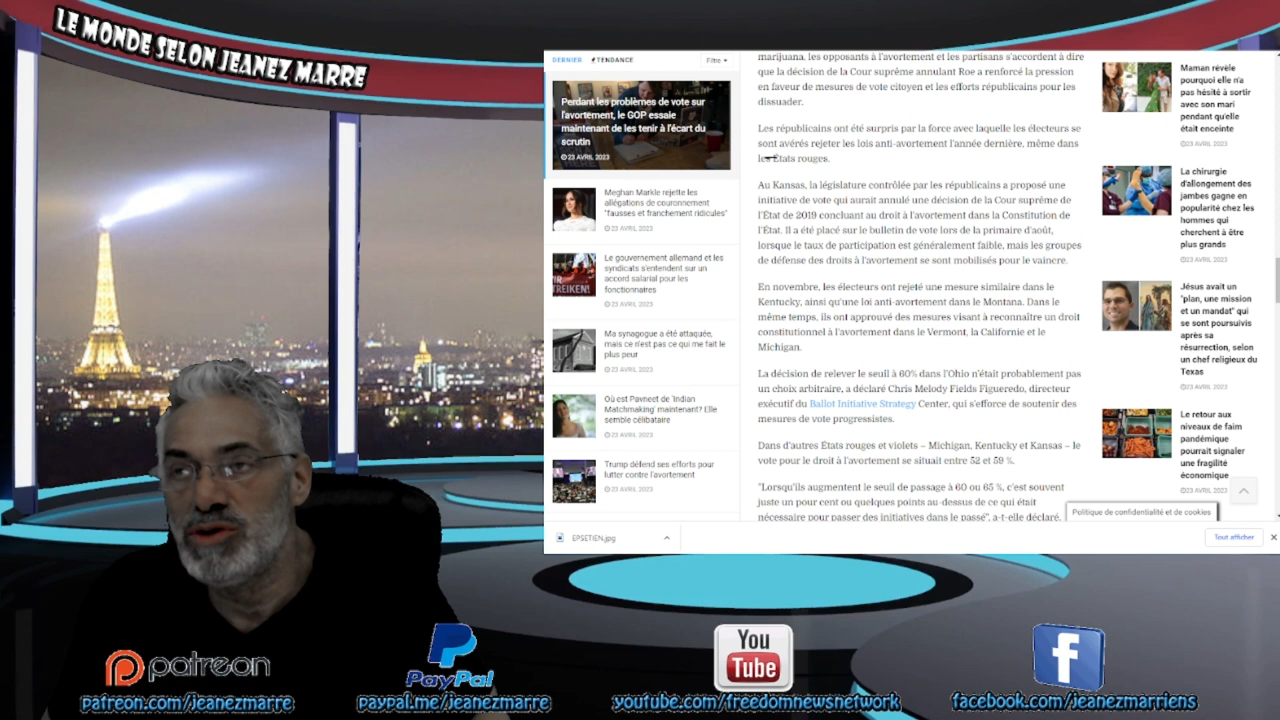 LE MONDE SELON JEANEZ MARRE
DERNIER
TENDANCE
Filtre
Perdant les problèmes de vote sur
l'avortement, le GOP essaie
maintenant de les tenir à l'écart du
scrutin
23 AVRIL 2023
Meghan Markle rejette les
allégations de couronnement
"fausses et franchement ridicules"
23 AVRIL 2023
Le gouvernement allemand et les
syndicats s'entendent sur un
accord salarial pour les
fonctionnaires
23 AVRIL 2023
Ma synagogue a été attaquée,
mais ce n'est pas ce qui me fait le
plus peur
23 AVRIL 2023
Où est Pavneet de 'Indian
Matchmaking' maintenant? Elle
semble célibataire
23 AVRIL 2023
Trump défend ses efforts pour
lutter contre l'avortement
23 AVRIL 2023
marijuana, les opposants à l'avortement et les partisans s'accordent à dire
que la décision de la Cour suprême annulant Roe a renforcé la pression
en faveur de mesures de vote citoyen et les efforts républicains pour les
dissuader.
Les républicains ont été surpris par la force avec laquelle les électeurs se
sont avérés rejeter les lois anti-avortement l'année dernière, même dans
les États rouges.
Au Kansas, la législature contrôlée par les républicains a proposé une
initiative de vote qui aurait annulé une décision de la Cour suprême de
l'État de 2019 concluant au droit à l'avortement dans la Constitution de
l'État. Il a été placé sur le bulletin de vote lors de la primaire d'août,
lorsque le taux de participation est généralement faible, mais les groupes
de défense des droits à l'avortement se sont mobilisés pour le vaincre.
En novembre, les électeurs ont rejeté une mesure similaire dans le
Kentucky, ainsi qu'une loi anti-avortement dans le Montana. Dans le
même temps, ils ont approuvé des mesures visant à reconnaître un droit
constitutionnel à l'avortement dans le Vermont, la Californie et le
Michigan.
La décision de relever le seuil à 60% dans l'Ohio n'était probablement pas
un choix arbitraire, a déclaré Chris Melody Fields Figueredo, directeur
exécutif du Ballot Initiative Strategy Center, qui s'efforce de soutenir des
mesures de vote progressistes.
Dans d'autres États rouges et violets – Michigan, Kentucky et Kansas – le
vote pour le droit à l'avortement se situait entre 52 et 59 %.
"Lorsqu'ils augmentent le seuil de passage à 60 ou 65 %, c'est souvent
juste un pour cent ou quelques points au-dessus de ce qui était
nécessaire pour passer des initiatives dans le passé", a-t-elle déclaré.
Maman révèle
pourquoi elle n'a
pas hésité à sortir
avec son mari
pendant qu'elle
était enceinte
23 AVRIL 2023
La chirurgie
d'allongement des
jambes gagne en
popularité chez les
hommes qui
cherchent à être
plus grands
23 AVRIL 2023
Jésus avait un
"plan, une mission
et un mandat" qui
se sont poursuivis
après sa
résurrection, selon
un chef religieux du
Texas
23 AVRIL 2023
Le retour aux
niveaux de faim
pandémique
pourrait signaler
une fragilité
économique
23 AVRIL 2023
Politique de confidentialité et de cookies
EPSETIEN.jpg
Tout afficher
patreon
PayPal
You
Tube
f
patreon.com/jeanezmarre
paypal.me/jeanezmarre
youtube.com/freedomnewsnetwork
facebook.com/jeanezmarriens